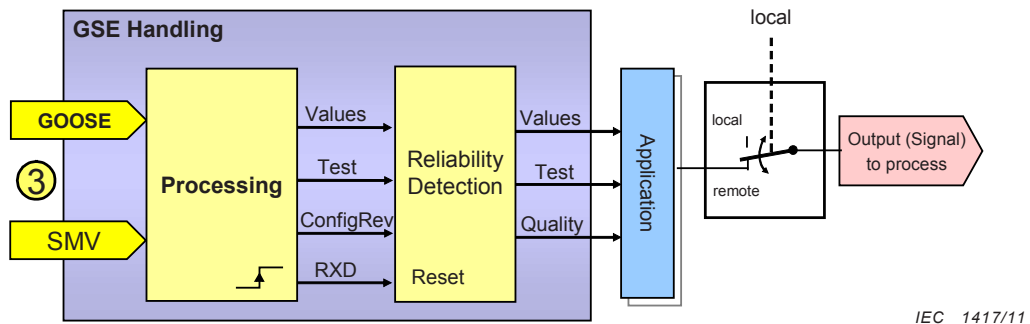 local
GSE Handling
GOOSE
3
SMV
Processing
Values
Test
ConfigRev
RXD
Reliability
Detection
Reset
Values
Test
Quality
Application
local
remote
Output (Signal)
to process
IEC 1417/11